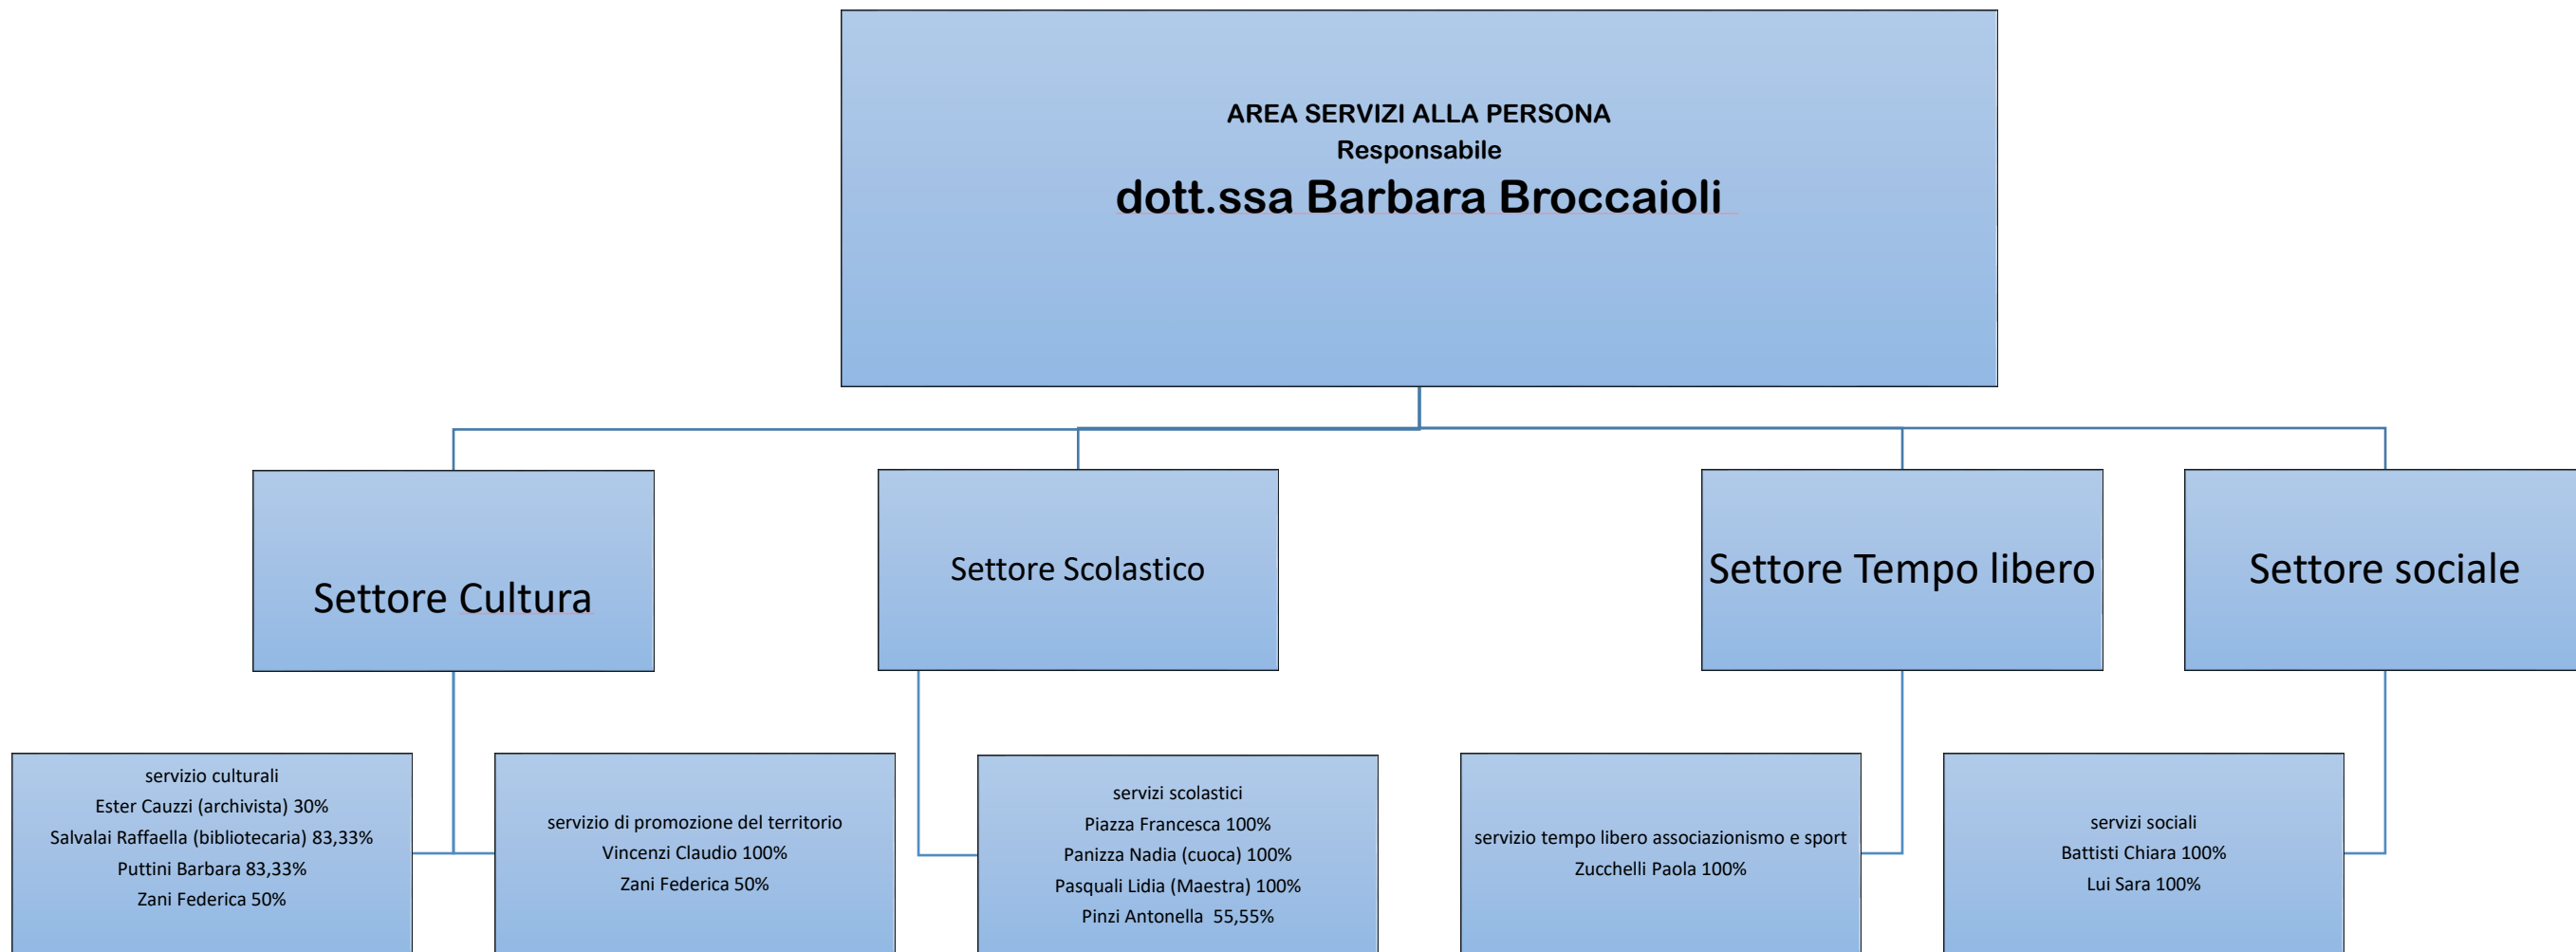 AREA SERVIZI ALLA PERSONA
Responsabile
dott.ssa Barbara Broccaioli
Settore Cultura
Settore Scolastico
Settore Tempo libero
Settore sociale
servizio culturali
Ester Cauzzi (archivista) 30%
Salvalai Raffaella (bibliotecaria) 83,33%
Puttini Barbara 83,33%
Zani Federica 50%
servizio di promozione del territorio
Vincenzi Claudio 100%
Zani Federica 50%
servizi scolastici
Piazza Francesca 100%
Panizza Nadia (cuoca) 100%
Pasquali Lidia (Maestra) 100%
Pinzi Antonella 55,55%
servizio tempo libero associazionismo e sport
Zucchelli Paola 100%
servizi sociali
Battisti Chiara 100%
Lui Sara 100%